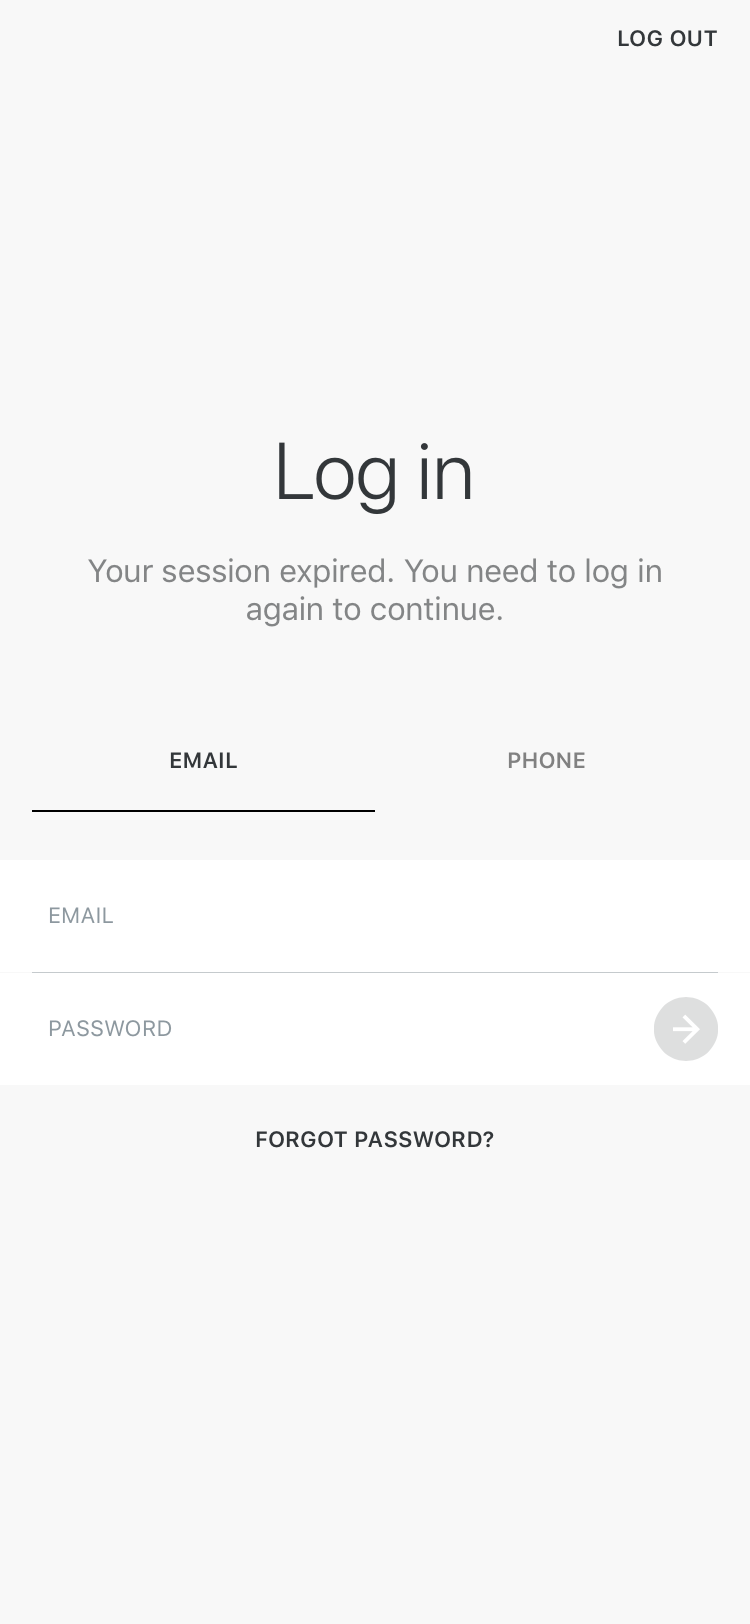 LOG OUT
Log in
Your session expired. You need to log in
again to continue.
EMAIL
PHONE
EMAIL
PASSWORD
FORGOT PASSWORD?